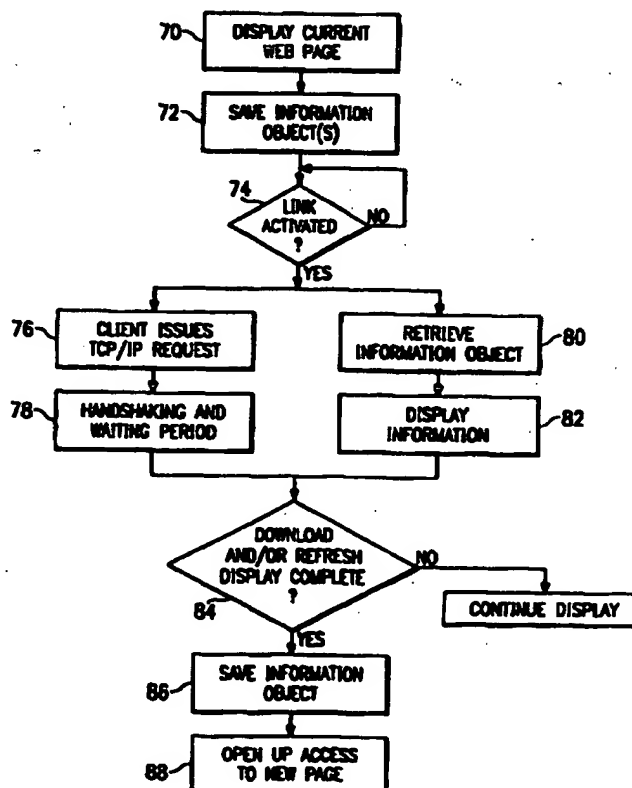 70
DISPLAY CURRENT
WEB PAGE
72
SAVE INFORMATION
OBJECT(S)
74
LINK
ACTIVATED
?
NO
YES
76
CLIENT ISSUES
TCP/IP REQUEST
RETRIEVE
INFORMATION OBJECT
80
78
HANDSHAKING AND
WAITING PERIOD
DISPLAY
INFORMATION
82
DOWNLOAD
AND/OR REFRESH
DISPLAY COMPLETE
?
NO
84
YES
CONTINUE DISPLAY
86
SAVE INFORMATION
OBJECT
88
OPEN UP ACCESS
TO NEW PAGE